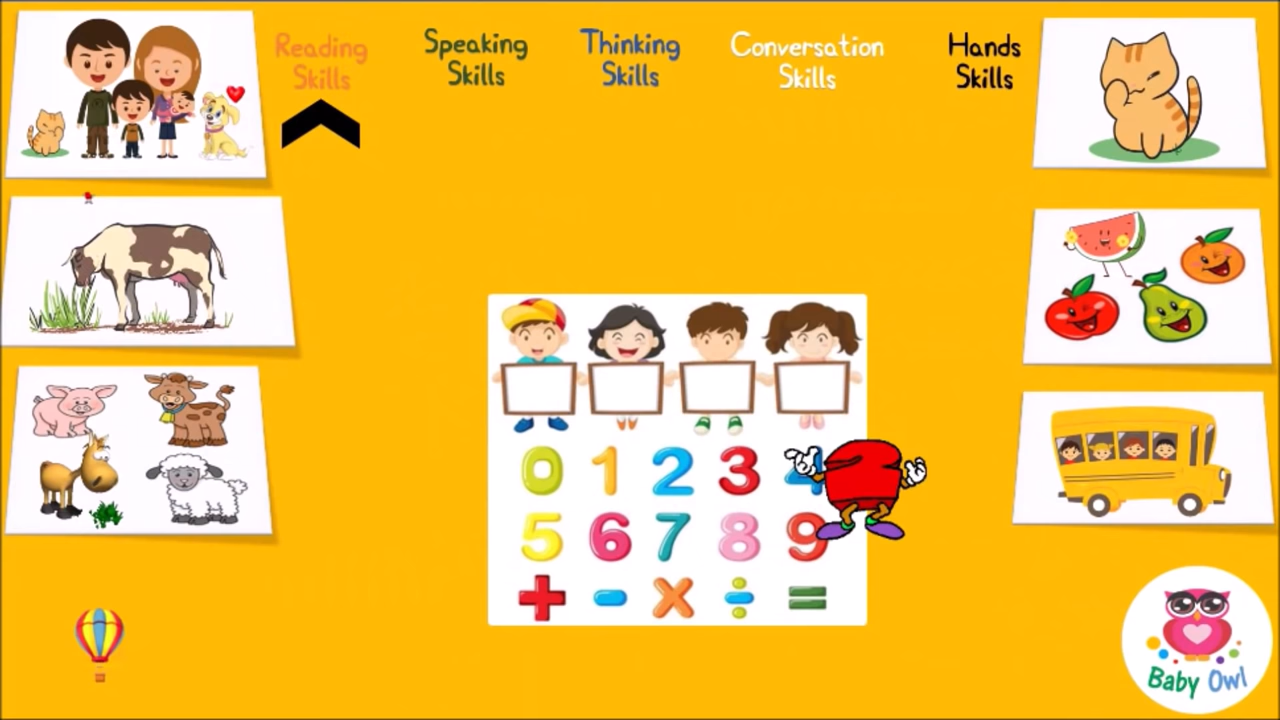 Reading
Skills
Speaking
Skills
Thinking
Skills
Conversation
Skills
Hands
Skills
0 1 2 3 4
5 6 7 8 9
+ - × ÷ =
Baby Owl